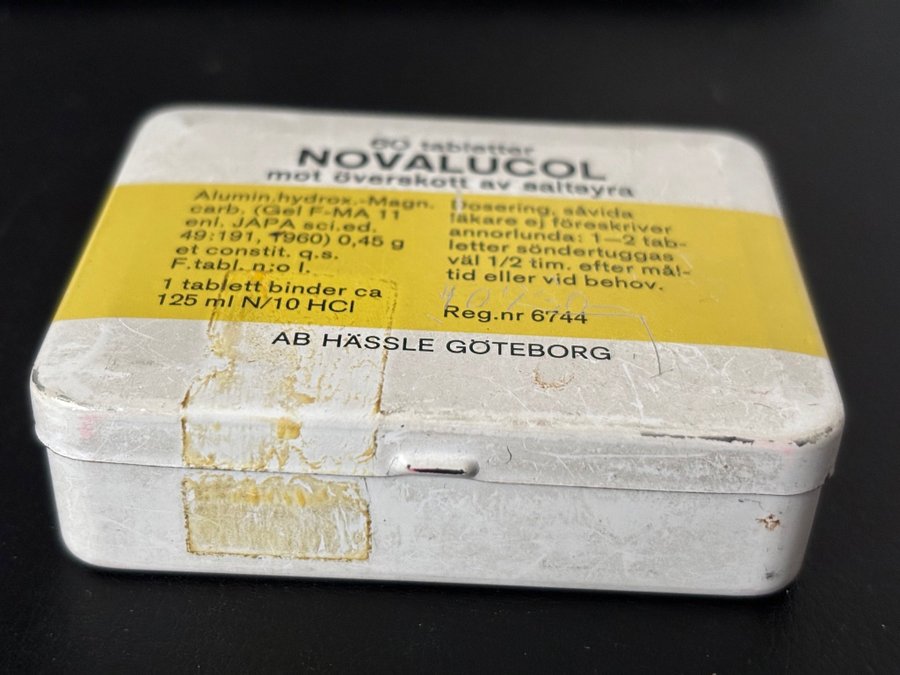 60 tabletter
NOVALUCOL
mot överskott av saltsyra
Alumin.hydrox.-Magn.
carb. (Gel F-MA 11
enl. JAPA sci.ed.
49:191, 1960) 0,45 g
et constit. q.s.
F.tabl. n:o I.
1 tablett binder ca
125 ml N/10 HCl
Dosering, såvida
läkare ej föreskriver
annorlunda: 1—2 tab-
letter söndertuggas
väl 1/2 tim. efter mål-
tid eller vid behov.
Reg.nr 6744
AB HÄSSLE GÖTEBORG